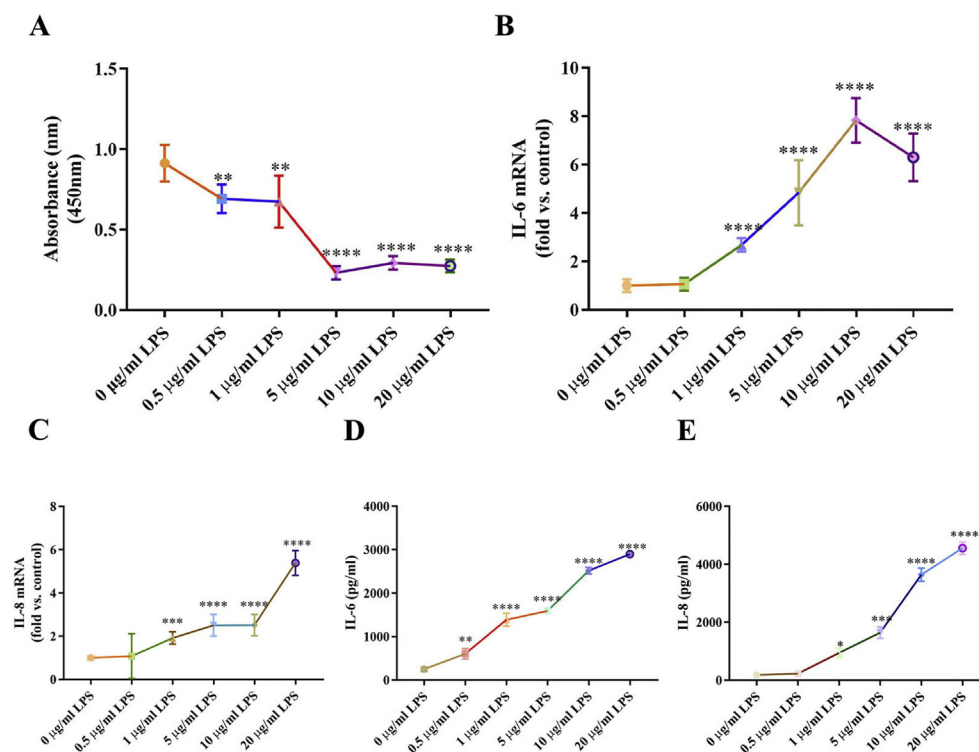 A
B
1.5
1.0
0.5
0.0
Absorbance (nm)
(450nm)
**
**
****
****
****
0 µg/ml LPS
0.5 µg/ml LPS
1 µg/ml LPS
5 µg/ml LPS
10 µg/ml LPS
20 µg/ml LPS
10
8
6
4
2
0
IL-6 mRNA
(fold vs. control)
****
****
****
****
0 µg/ml LPS
0.5 µg/ml LPS
1 µg/ml LPS
5 µg/ml LPS
10 µg/ml LPS
20 µg/ml LPS
C
D
E
8
6
4
2
0
IL-8 mRNA
(fold vs. control)
***
****
****
****
0 µg/ml LPS
0.5 µg/ml LPS
1 µg/ml LPS
5 µg/ml LPS
10 µg/ml LPS
20 µg/ml LPS
4000
3000
2000
1000
0
IL-6 (pg/ml)
**
****
****
****
****
0 µg/ml LPS
0.5 µg/ml LPS
1 µg/ml LPS
5 µg/ml LPS
10 µg/ml LPS
20 µg/ml LPS
6000
4000
2000
0
IL-8 (pg/ml)
*
***
****
****
0 µg/ml LPS
0.5 µg/ml LPS
1 µg/ml LPS
5 µg/ml LPS
10 µg/ml LPS
20 µg/ml LPS